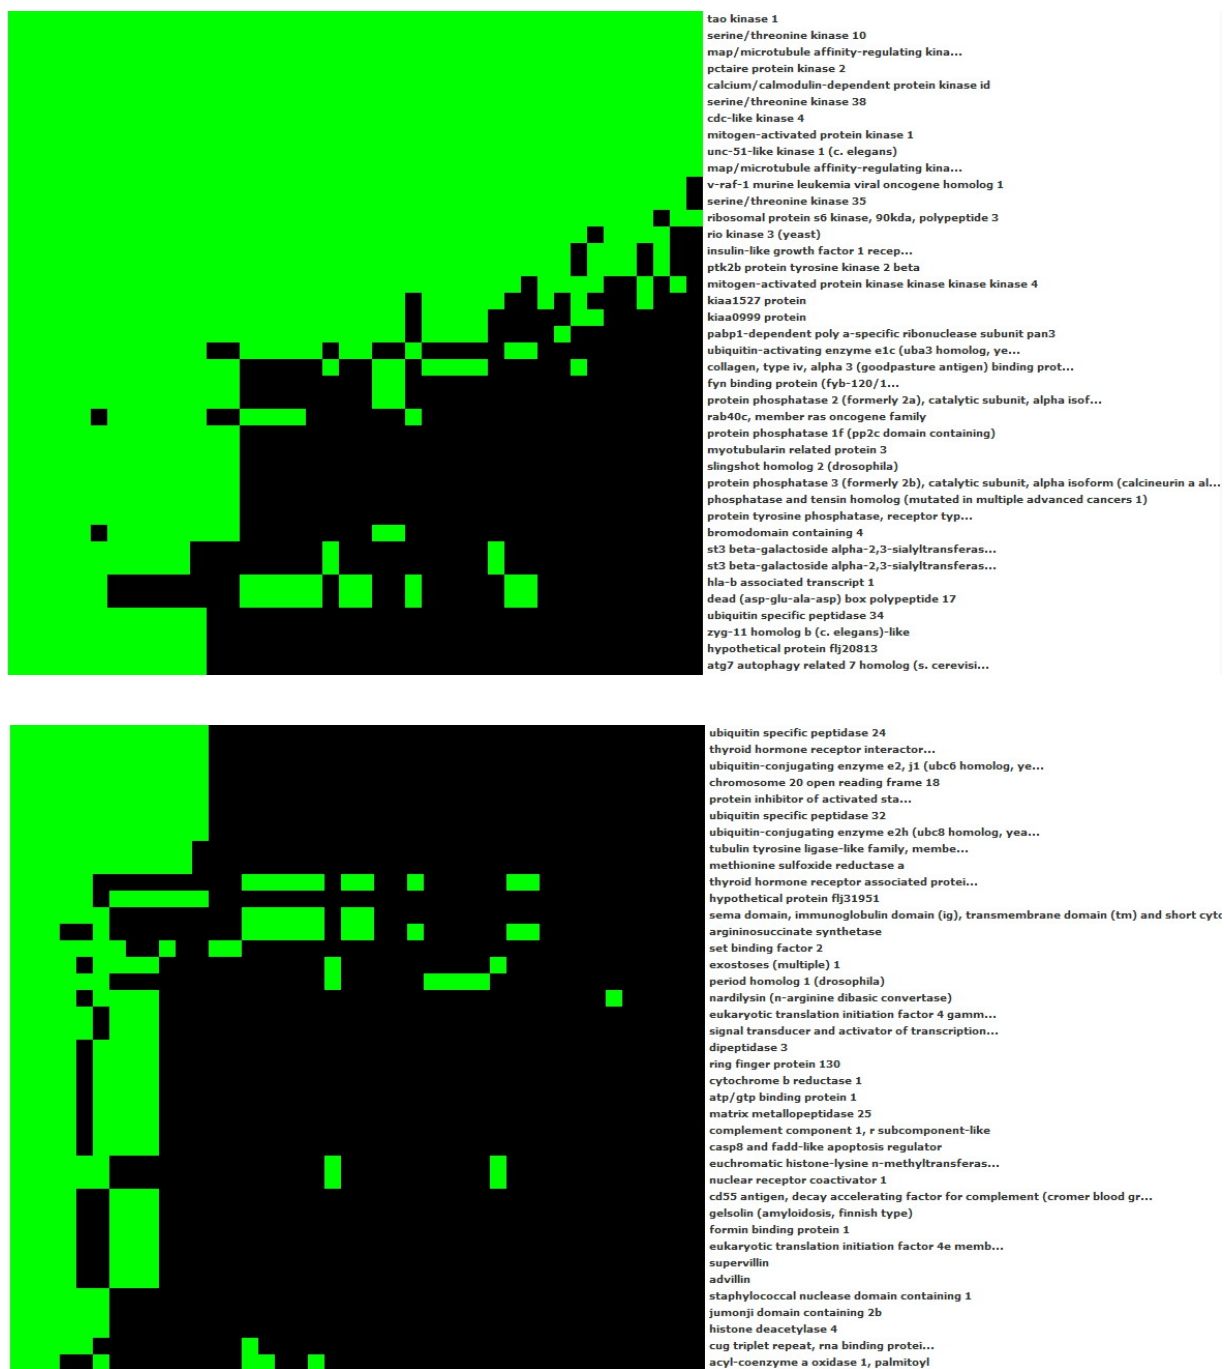 tao kinase 1
serine/threonine kinase 10
map/microtubule affinity-regulating kina...
pctaire protein kinase 2
calcium/calmodulin-dependent protein kinase id
serine/threonine kinase 38
cdc-like kinase 4
mitogen-activated protein kinase 1
unc-51-like kinase 1 (c. elegans)
map/microtubule affinity-regulating kina...
v-raf-1 murine leukemia viral oncogene homolog 1
serine/threonine kinase 35
ribosomal protein s6 kinase, 90kda, polypeptide 3
rio kinase 3 (yeast)
insulin-like growth factor 1 recep...
ptk2b protein tyrosine kinase 2 beta
mitogen-activated protein kinase kinase kinase kinase 4
kiaa1527 protein
kiaa0999 protein
pabp1-dependent poly a-specific ribonuclease subunit pan3
ubiquitin-activating enzyme e1c (uba3 homolog, ye...
collagen, type iv, alpha 3 (goodpasture antigen) binding prot...
fyn binding protein (fyb-120/1...
protein phosphatase 2 (formerly 2a), catalytic subunit, alpha isof...
rab40c, member ras oncogene family
protein phosphatase 1f (pp2c domain containing)
myotubularin related protein 3
slingshot homolog 2 (drosophila)
protein phosphatase 3 (formerly 2b), catalytic subunit, alpha isoform (calcineurin a al...
phosphatase and tensin homolog (mutated in multiple advanced cancers 1)
protein tyrosine phosphatase, receptor typ...
bromodomain containing 4
st3 beta-galactoside alpha-2,3-sialyltransferas...
st3 beta-galactoside alpha-2,3-sialyltransferas...
hla-b associated transcript 1
dead (asp-glu-ala-asp) box polypeptide 17
ubiquitin specific peptidase 34
zyg-11 homolog b (c. elegans)-like
hypothetical protein flj20813
atg7 autophagy related 7 homolog (s. cerevisi...
ubiquitin specific peptidase 24
thyroid hormone receptor interactor...
ubiquitin-conjugating enzyme e2, j1 (ubc6 homolog, ye...
chromosome 20 open reading frame 18
protein inhibitor of activated sta...
ubiquitin specific peptidase 32
ubiquitin-conjugating enzyme e2h (ubc8 homolog, yea...
tubulin tyrosine ligase-like family, membe...
methionine sulfoxide reductase a
thyroid hormone receptor associated protei...
hypothetical protein flj31951
sema domain, immunoglobulin domain (ig), transmembrane domain (tm) and short cyto
argininosuccinate synthetase
set binding factor 2
exostoses (multiple) 1
period homolog 1 (drosophila)
nardilysin (n-arginine dibasic convertase)
eukaryotic translation initiation factor 4 gamm...
signal transducer and activator of transcription...
dipeptidase 3
ring finger protein 130
cytochrome b reductase 1
atp/gtp binding protein 1
matrix metallopeptidase 25
complement component 1, r subcomponent-like
casp8 and fadd-like apoptosis regulator
euchromatic histone-lysine n-methyltransferas...
nuclear receptor coactivator 1
cd55 antigen, decay accelerating factor for complement (cromer blood gr...
gelsolin (amyloidosis, finnish type)
formin binding protein 1
eukaryotic translation initiation factor 4e memb...
supervillin
advillin
staphylococcal nuclease domain containing 1
jumonji domain containing 2b
histone deacetylase 4
cug triplet repeat, rna binding protei...
acyl-coenzyme a oxidase 1, palmitoyl